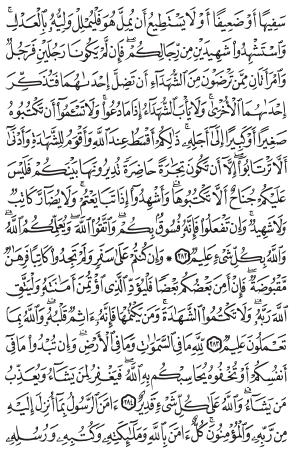 سَفِيهًا أَوْ ضَعِيفًا أَوْ لَا يَسْتَطِيعُ أَن يُمِلَّ هُوَ فَلْيُمْلِلْ وَلِيُّهُۥ بِٱلْعَدْلِ ۚ
وَٱسْتَشْهِدُوا۟ شَهِيدَيْنِ مِن رِّجَالِكُمْ ۖ فَإِن لَّمْ يَكُونَا رَجُلَيْنِ فَرَجُلٌ
وَٱمْرَأَتَانِ مِمَّن تَرْضَوْنَ مِنَ ٱلشُّهَدَآءِ أَن تَضِلَّ إِحْدَىٰهُمَا فَتُذَكِّرَ
إِحْدَىٰهُمَا ٱلْأُخْرَىٰ ۚ وَلَا يَأْبَ ٱلشُّهَدَآءُ إِذَا مَا دُعُوا۟ ۚ وَلَا تَسْـَٔمُوٓا۟ أَن تَكْتُبُوهُ
صَغِيرًا أَوْ كَبِيرًا إِلَىٰٓ أَجَلِهِۦ ۚ ذَٰلِكُمْ أَقْسَطُ عِندَ ٱللَّهِ وَأَقْوَمُ لِلشَّهَٰدَةِ وَأَدْنَىٰٓ
أَلَّا تَرْتَابُوٓا۟ ۖ إِلَّآ أَن تَكُونَ تِجَٰرَةً حَاضِرَةً تُدِيرُونَهَا بَيْنَكُمْ فَلَيْسَ
عَلَيْكُمْ جُنَاحٌ أَلَّا تَكْتُبُوهَا ۗ وَأَشْهِدُوٓا۟ إِذَا تَبَايَعْتُمْ ۚ وَلَا يُضَآرَّ كَاتِبٌ
وَلَا شَهِيدٌ ۚ وَإِن تَفْعَلُوا۟ فَإِنَّهُۥ فُسُوقٌۢ بِكُمْ ۗ وَٱتَّقُوا۟ ٱللَّهَ ۖ وَيُعَلِّمُكُمُ ٱللَّهُ ۗ
وَٱللَّهُ بِكُلِّ شَىْءٍ عَلِيمٌ ٢٨٢ ۞ وَإِن كُنتُمْ عَلَىٰ سَفَرٍ وَلَمْ تَجِدُوا۟ كَاتِبًا فَرِهَٰنٌ
مَّقْبُوضَةٌ ۖ فَإِنْ أَمِنَ بَعْضُكُم بَعْضًا فَلْيُؤَدِّ ٱلَّذِى ٱؤْتُمِنَ أَمَٰنَتَهُۥ وَلْيَتَّقِ
ٱللَّهَ رَبَّهُۥ ۗ وَلَا تَكْتُمُوا۟ ٱلشَّهَٰدَةَ ۚ وَمَن يَكْتُمْهَا فَإِنَّهُۥٓ ءَاثِمٌ قَلْبُهُۥ ۗ وَٱللَّهُ بِمَا
تَعْمَلُونَ عَلِيمٌ ٢٨٣ لِّلَّهِ مَا فِى ٱلسَّمَٰوَٰتِ وَمَا فِى ٱلْأَرْضِ ۗ وَإِن تُبْدُوا۟ مَا فِىٓ
أَنفُسِكُمْ أَوْ تُخْفُوهُ يُحَاسِبْكُم بِهِ ٱللَّهُ ۖ فَيَغْفِرُ لِمَن يَشَآءُ وَيُعَذِّبُ
مَن يَشَآءُ ۗ وَٱللَّهُ عَلَىٰ كُلِّ شَىْءٍ قَدِيرٌ ٢٨٤ ءَامَنَ ٱلرَّسُولُ بِمَآ أُنزِلَ إِلَيْهِ
مِن رَّبِّهِۦ وَٱلْمُؤْمِنُونَ ۚ كُلٌّ ءَامَنَ بِٱللَّهِ وَمَلَٰٓئِكَتِهِۦ وَكُتُبِهِۦ وَرُسُلِهِۦ